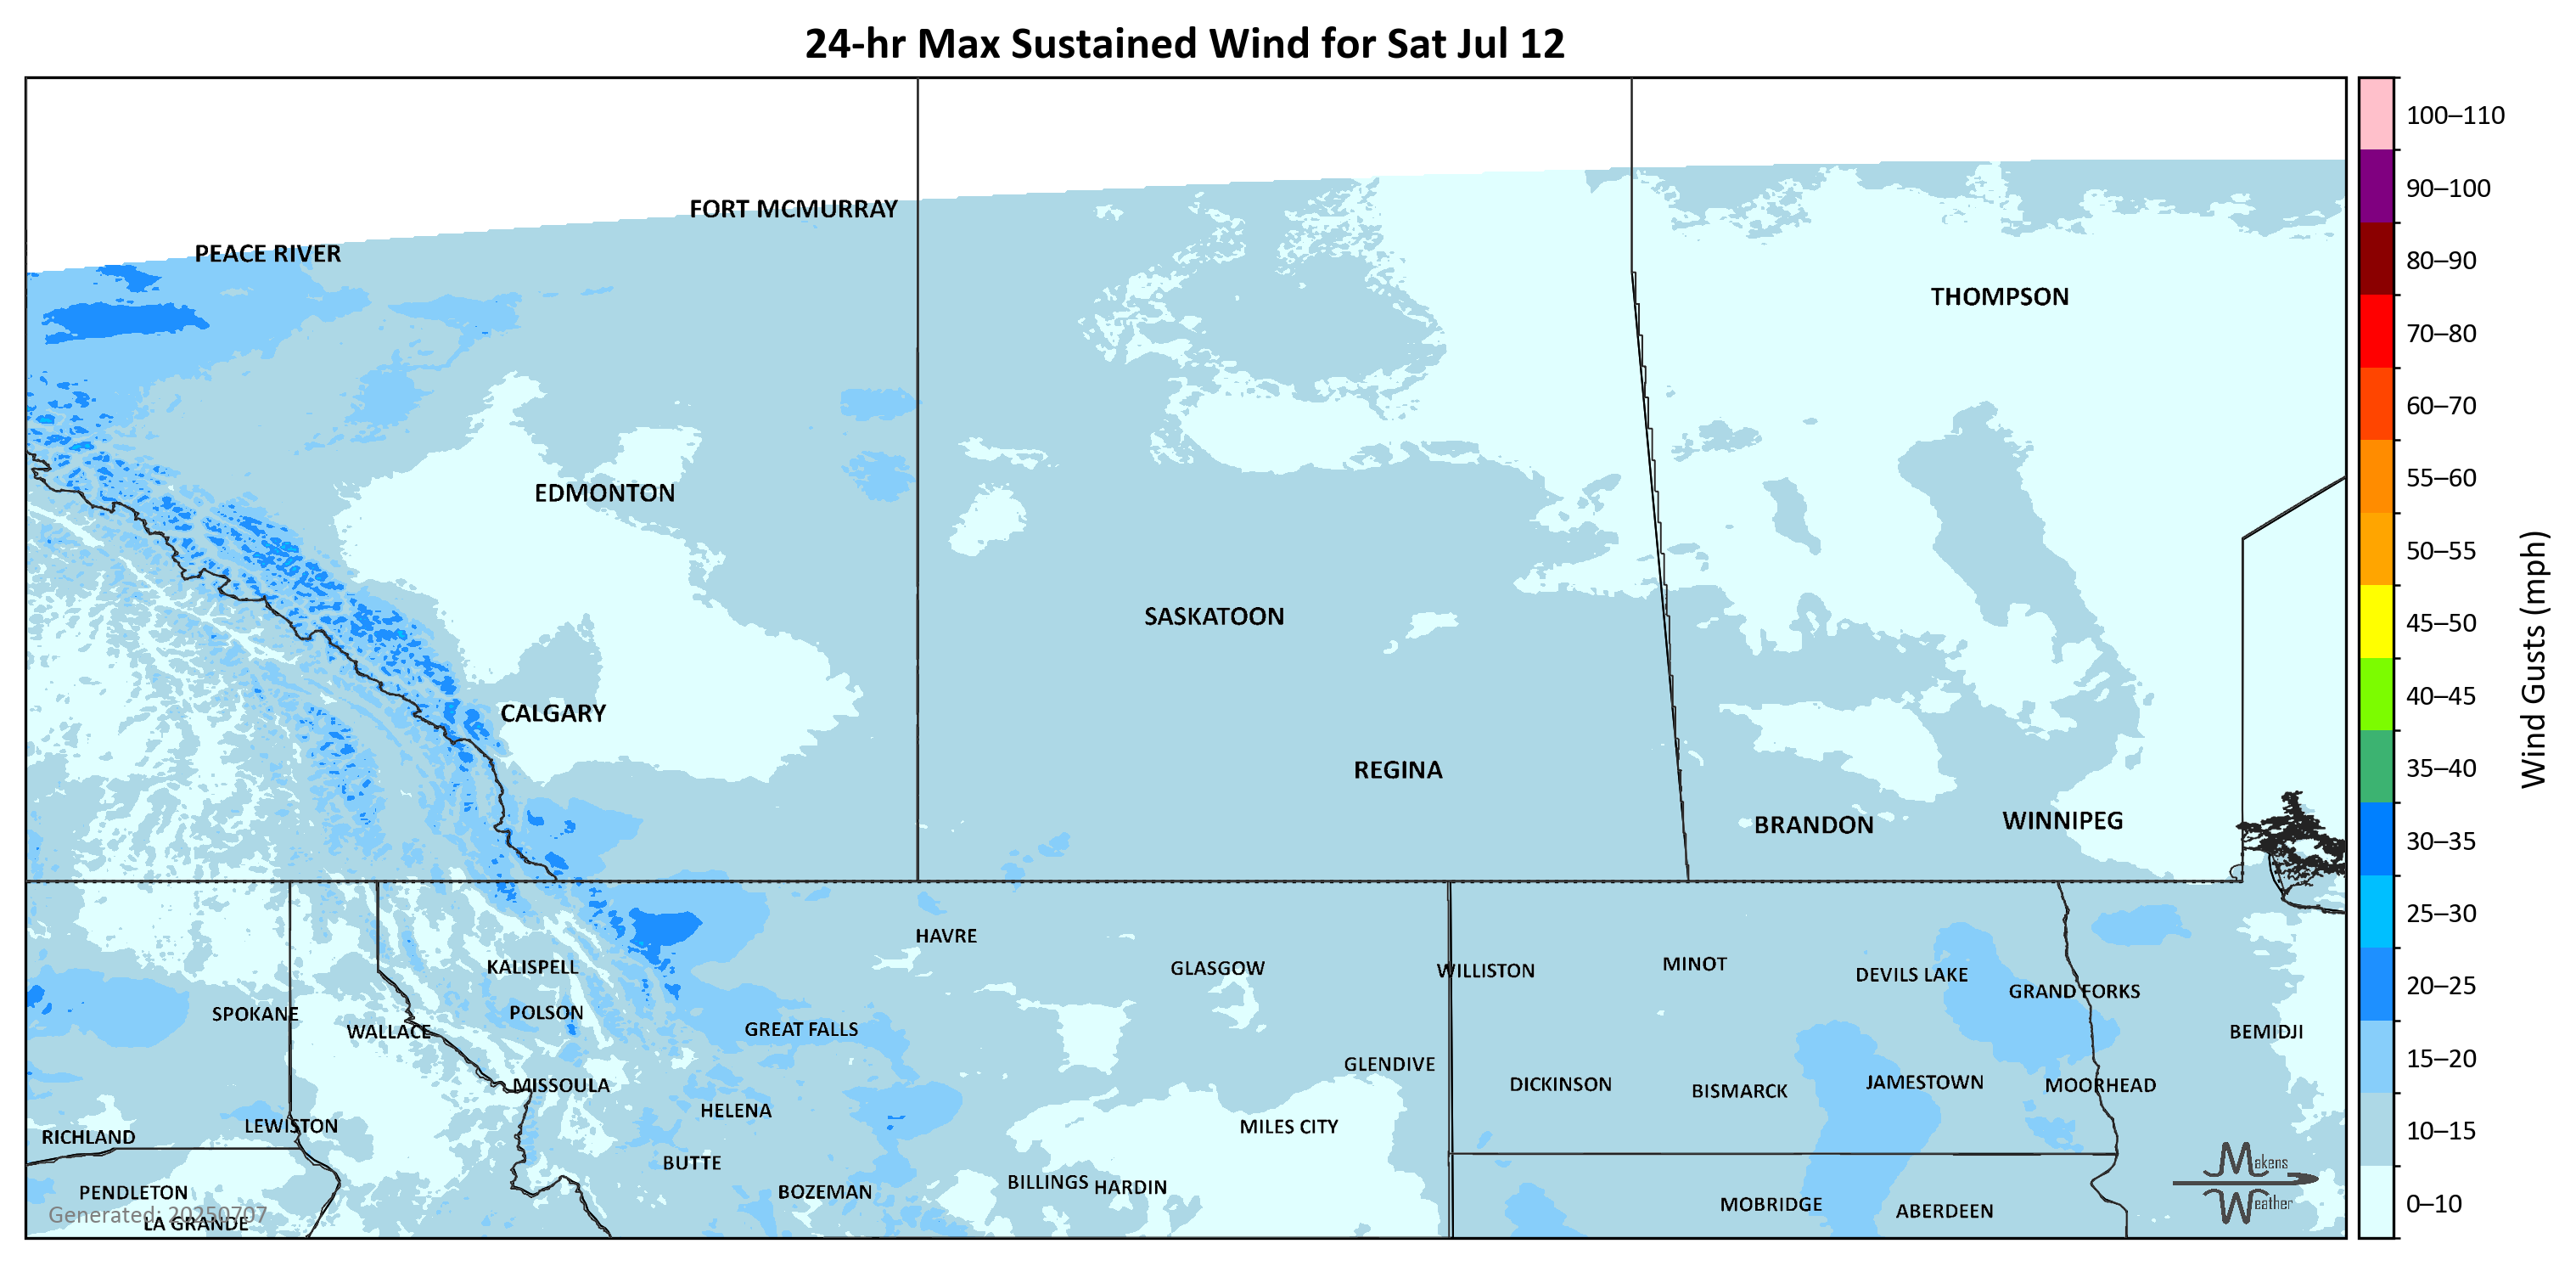 24-hr Max Sustained Wind for Sat Jul 12
FORT MCMURRAY
PEACE RIVER
THOMPSON
EDMONTON
SASKATOON
CALGARY
REGINA
BRANDON
WINNIPEG
HAVRE
KALISPELL
GLASGOW
WILLISTON
MINOT
DEVILS LAKE
GRAND FORKS
SPOKANE
POLSON
WALLACE
GREAT FALLS
BEMIDJI
GLENDIVE
MISSOULA
DICKINSON
BISMARCK
JAMESTOWN
MOORHEAD
HELENA
LEWISTON
RICHLAND
MILES CITY
BUTTE
BILLINGS
HARDIN
PENDLETON
BOZEMAN
MOBRIDGE
ABERDEEN
Generated: 20250707
LA GRANDE
Makens
Weather
100–110
90–100
80–90
70–80
60–70
55–60
50–55
45–50
40–45
35–40
30–35
25–30
20–25
15–20
10–15
0–10
Wind Gusts (mph)